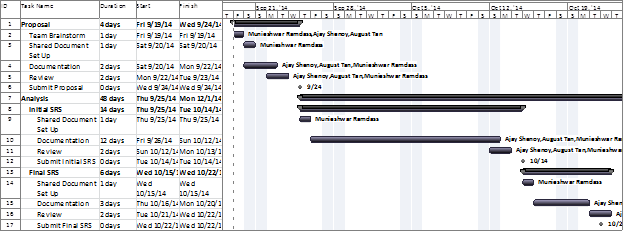 ID Task Name Duration Start Finish Sep 21, '14 Sep 28, '14 Oct 5, '14 Oct 12, '14 Oct 19, '14
T F S S M T W T F S S M T W T F S S M T W T F S S M T W T F S S M T W
1 Proposal 4 days Fri 9/19/14 Wed 9/24/14
2 Team Brainstorm 1 day Fri 9/19/14 Fri 9/19/14 Munieshwar Ramdass,Ajay Shenoy,August Tan
3 Shared Document 1 day Sat 9/20/14 Sat 9/20/14 Munieshwar Ramdass
Set Up
4 Documentation 2 days Sat 9/20/14 Mon 9/22/14 Ajay Shenoy,August Tan,Munieshwar Ramdass
5 Review 2 days Mon 9/22/14 Tue 9/23/14 Ajay Shenoy,August Tan,Munieshwar Ramdass
6 Submit Proposal 0 days Wed 9/24/14 Wed 9/24/14 9/24
7 Analysis 48 days Thu 9/25/14 Mon 12/1/14
8 Initial SRS 14 days Thu 9/25/14 Tue 10/14/14
9 Shared Document 1 day Thu 9/25/14 Thu 9/25/14 Munieshwar Ramdass
Set Up
10 Documentation 12 days Fri 9/26/14 Sun 10/12/14 Ajay Shenoy,August Tan,Munieshwar Ra
11 Review 2 days Sun 10/12/14 Mon 10/13/1 Ajay Shenoy,August Tan,Munieshwar
12 Submit Initial SRS 0 days Tue 10/14/14 Tue 10/14/14 10/14
13 Final SRS 6 days Wed 10/15/ Wed 10/22/
14 Shared Document 1 day Wed Wed Munieshwar Ramdass
Set Up 10/15/14 10/15/14
15 Documentation 3 days Thu 10/16/14 Mon 10/20/1 Ajay Shen
16 Review 2 days Tue 10/21/14 Wed 10/22/1 Aj
17 Submit Final SRS 0 days Wed 10/22/1 Wed 10/22/1 10/2